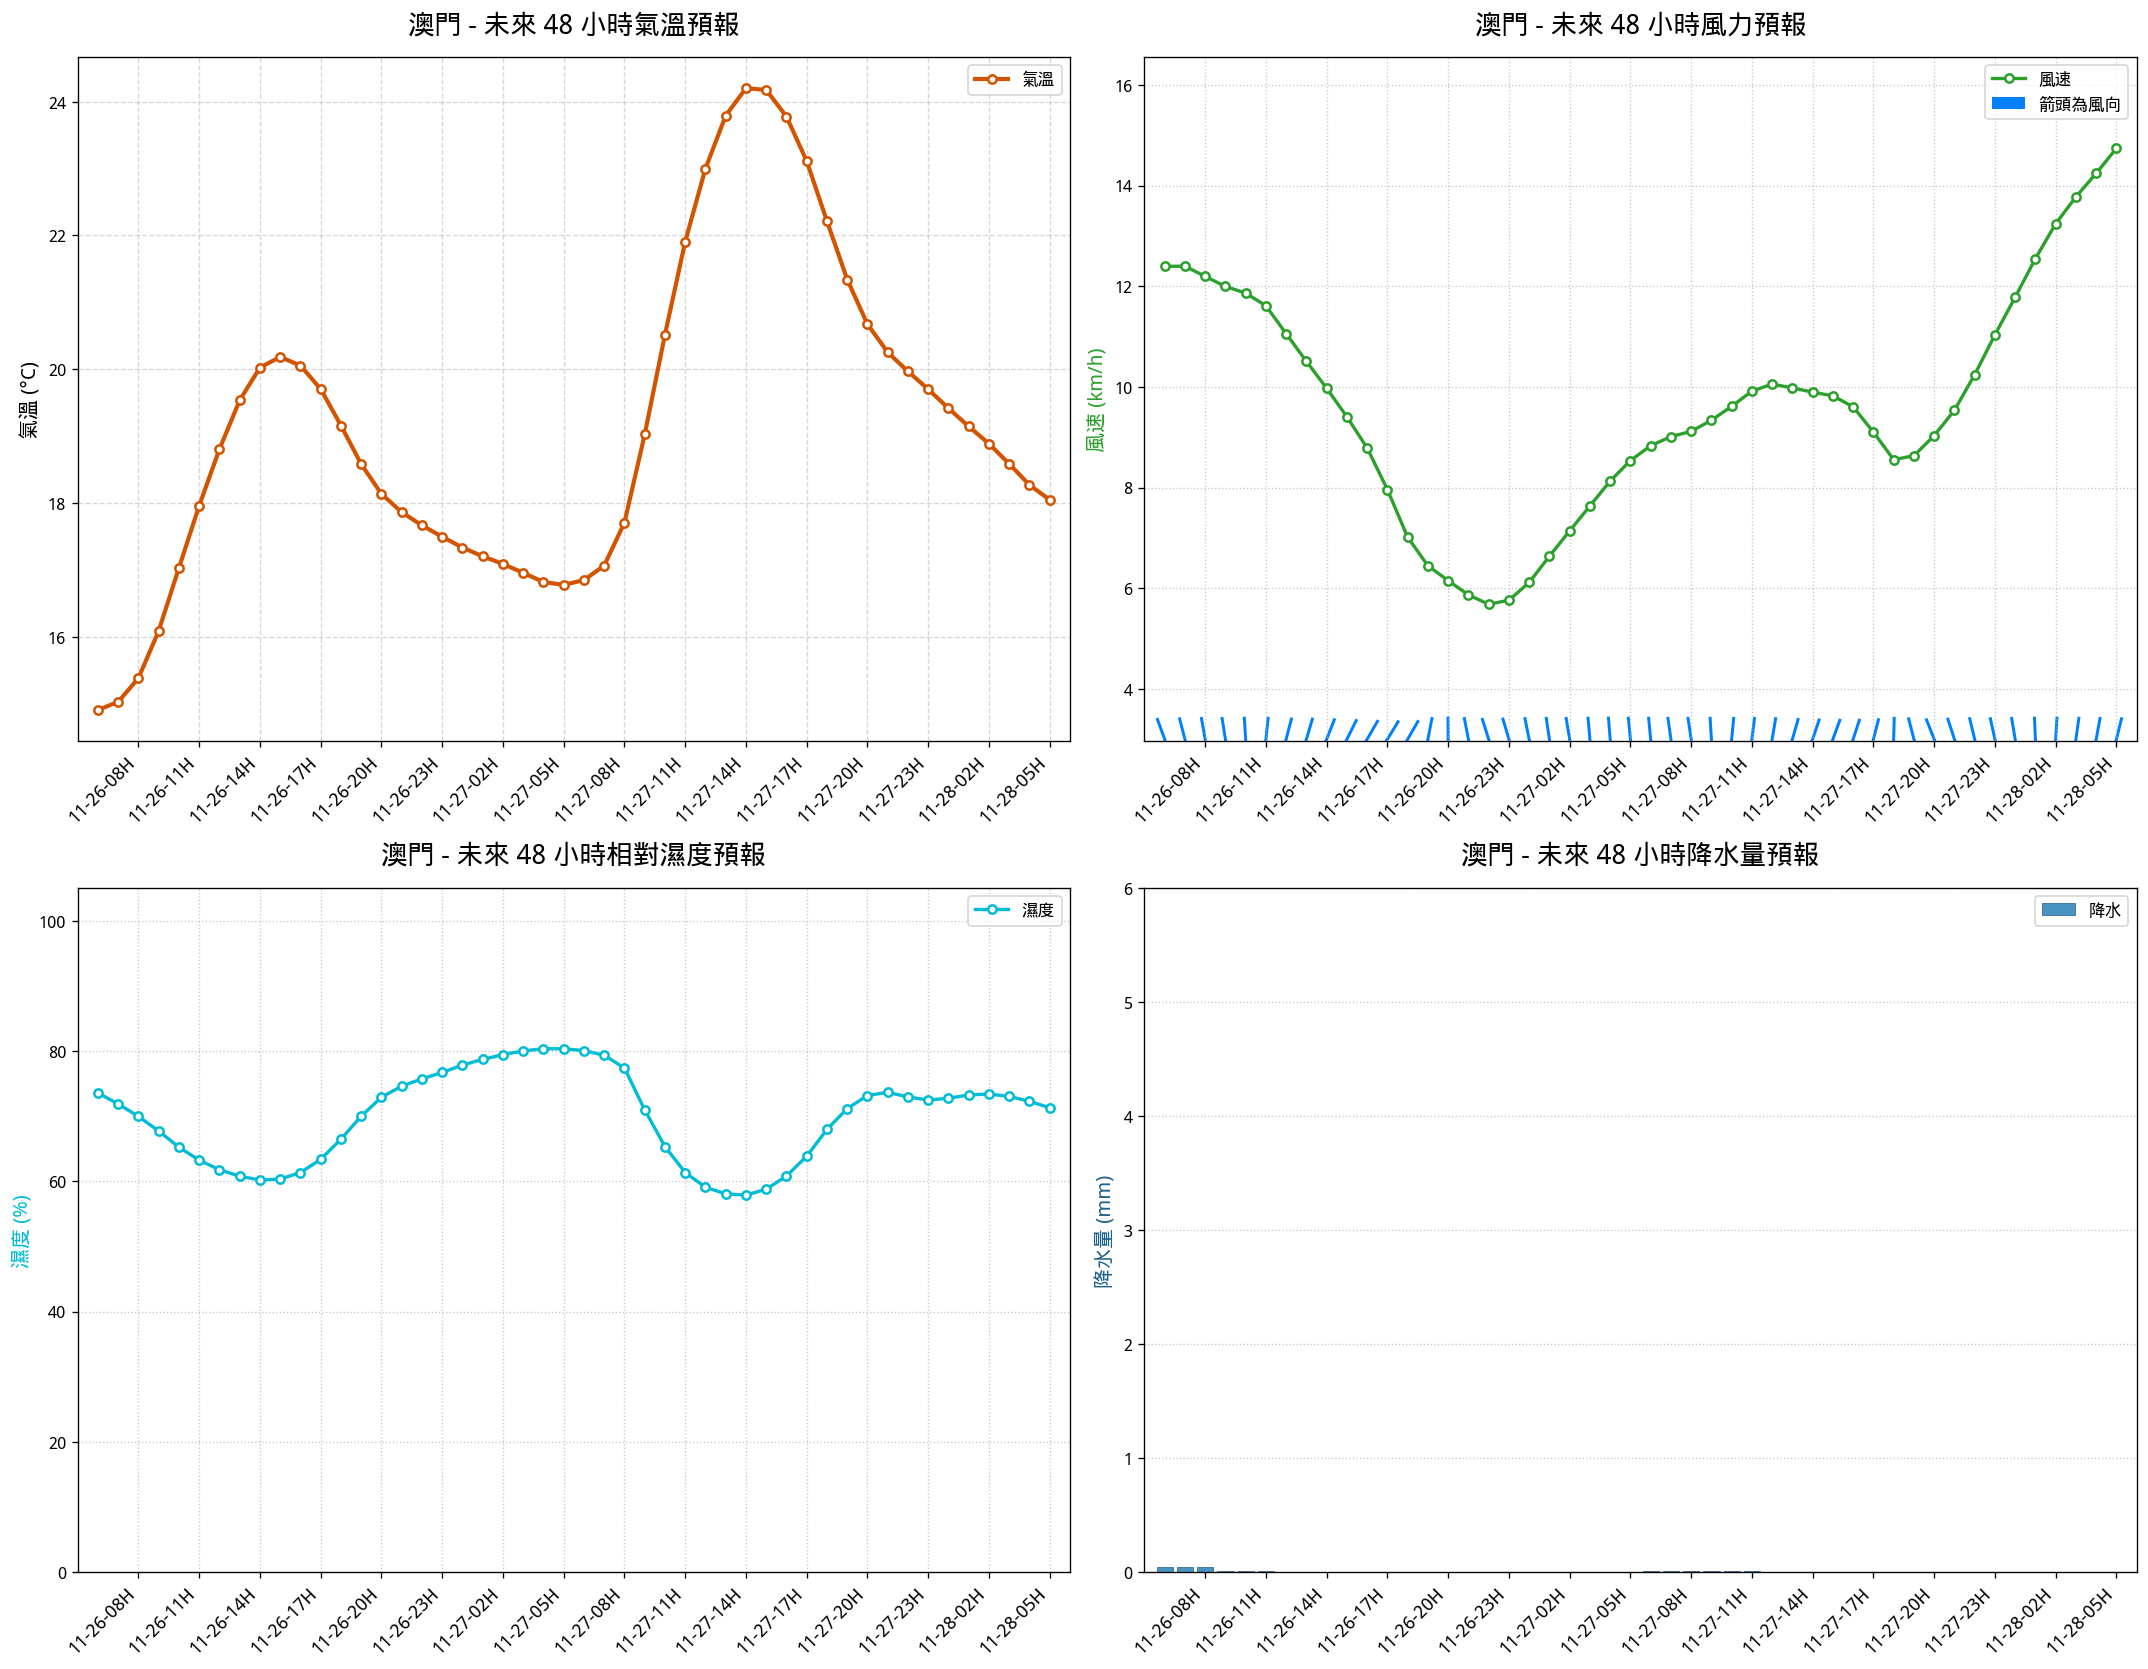 澳門 - 未來 48 小時氣溫預報
氣溫
氣溫 (°C)
24
22
20
18
16
11-26-08H
11-26-11H
11-26-14H
11-26-17H
11-26-20H
11-26-23H
11-27-02H
11-27-05H
11-27-08H
11-27-11H
11-27-14H
11-27-17H
11-27-20H
11-27-23H
11-28-02H
11-28-05H
澳門 - 未來 48 小時風力預報
風速
箭頭為風向
風速 (km/h)
16
14
12
10
8
6
4
11-26-08H
11-26-11H
11-26-14H
11-26-17H
11-26-20H
11-26-23H
11-27-02H
11-27-05H
11-27-08H
11-27-11H
11-27-14H
11-27-17H
11-27-20H
11-27-23H
11-28-02H
11-28-05H
澳門 - 未來 48 小時相對濕度預報
濕度
濕度 (%)
100
80
60
40
20
0
11-26-08H
11-26-11H
11-26-14H
11-26-17H
11-26-20H
11-26-23H
11-27-02H
11-27-05H
11-27-08H
11-27-11H
11-27-14H
11-27-17H
11-27-20H
11-27-23H
11-28-02H
11-28-05H
澳門 - 未來 48 小時降水量預報
降水
降水量 (mm)
6
5
4
3
2
1
0
11-26-08H
11-26-11H
11-26-14H
11-26-17H
11-26-20H
11-26-23H
11-27-02H
11-27-05H
11-27-08H
11-27-11H
11-27-14H
11-27-17H
11-27-20H
11-27-23H
11-28-02H
11-28-05H